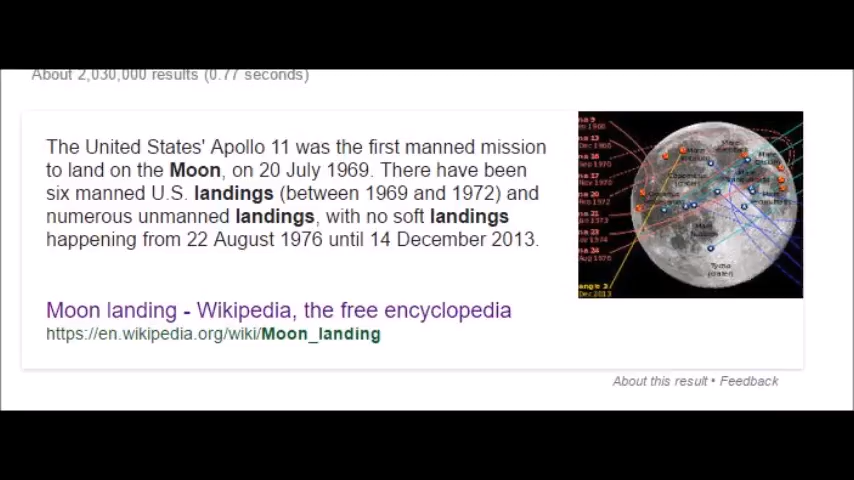 About 2,030,000 results (0.77 seconds)
The United States' Apollo 11 was the first manned mission
to land on the Moon, on 20 July 1969. There have been
six manned U.S. landings (between 1969 and 1972) and
numerous unmanned landings, with no soft landings
happening from 22 August 1976 until 14 December 2013.
Moon landing - Wikipedia, the free encyclopedia
https://en.wikipedia.org/wiki/Moon_landing
About this result • Feedback